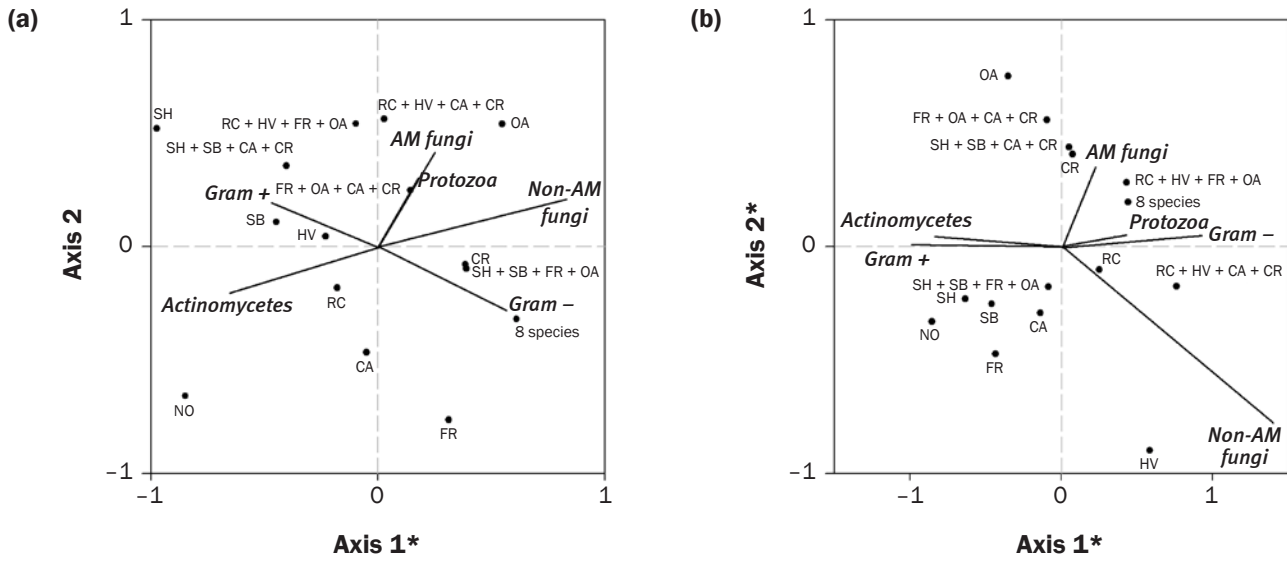 (a)
1
SH
RC + HV + FR + OA
RC + HV + CA + CR
OA
AM fungi
SH + SB + CA + CR
Gram +
FR + OA + CA + CR
Protozoa
Non-AM
fungi
SB
HV
0
Axis 2
CR
SH + SB + FR + OA
Actinomycetes
RC
Gram –
8 species
CA
NO
FR
–1
–1
0
1
Axis 1*
(b)
1
OA
FR + OA + CA + CR
SH + SB + CA + CR
CR
AM fungi
RC + HV + FR + OA
8 species
Actinomycetes
Protozoa
Gram –
0
Gram +
Axis 2*
RC
RC + HV + CA + CR
SH + SB + FR + OA
SH
SB
CA
NO
FR
Non-AM
fungi
HV
–1
–1
0
1
Axis 1*